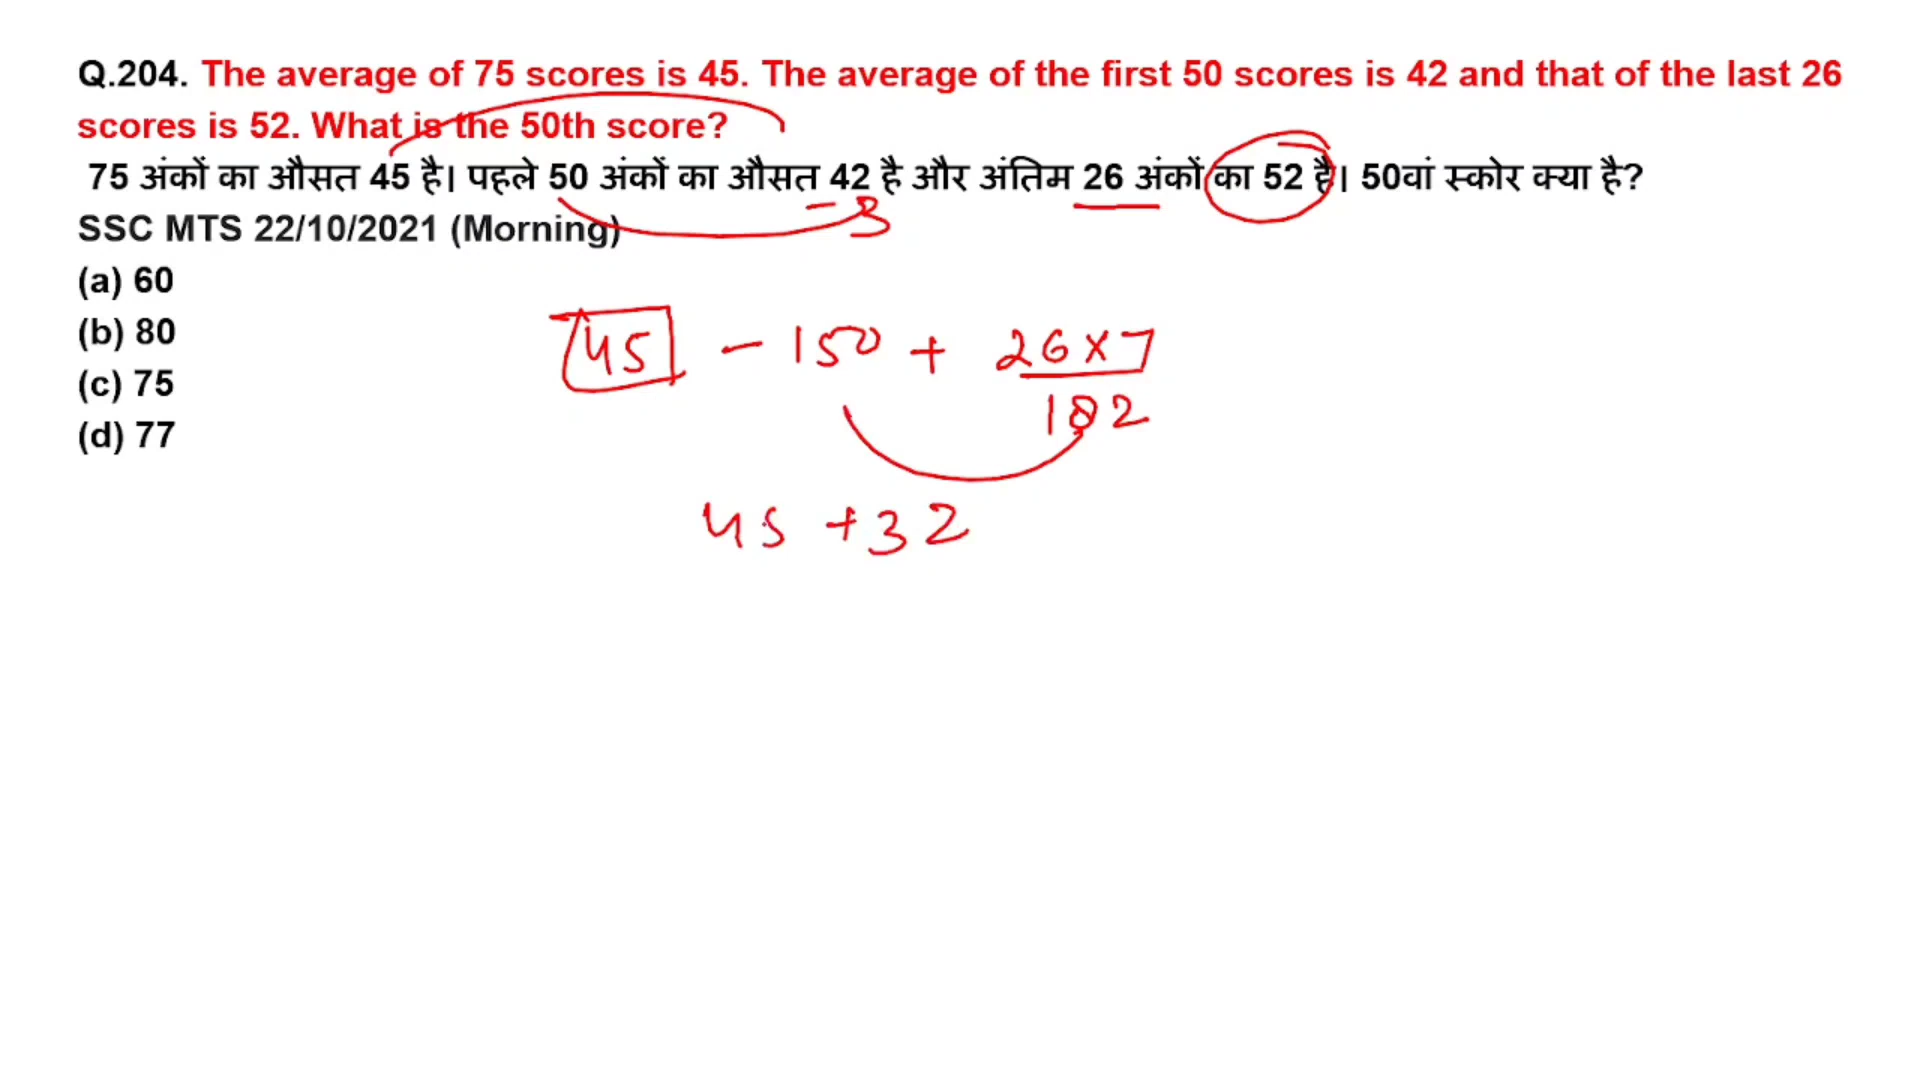 Q.204. The average of 75 scores is 45. The average of the first 50 scores is 42 and that of the last 26
scores is 52. What is the 50th score?
75 अंकों का औसत 45 है। पहले 50 अंकों का औसत 42 है और अंतिम 26 अंकों का 52 है। 50वां स्कोर क्या है?
-3
SSC MTS 22/10/2021 (Morning)
(a) 60
(b) 80
(c) 75
(d) 77
45 - 150 + 26x7
182
45 +32